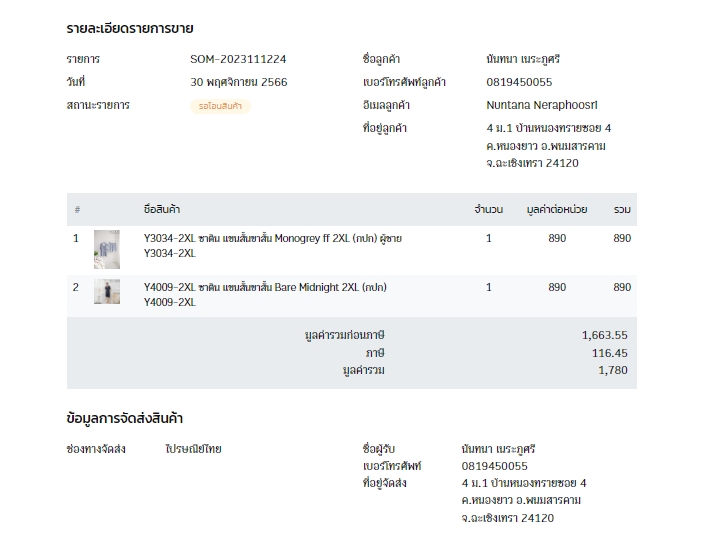 รายละเอียดรายการขาย
รายการ SOM-2023111224 ชื่อลูกค้า นันทนา เนระภูศรี
วันที่ 30 พฤศจิกายน 2566 เบอร์โทรศัพท์ลูกค้า 0819450055
สถานะรายการ รอโอนสินค้า อีเมลลูกค้า Nuntana Neraphoosri
ที่อยู่ลูกค้า 4 ม.1 บ้านหนองทรายซอย 4
ต.หนองยาว อ.พนมสารคาม
จ.ฉะเชิงเทรา 24120
# ชื่อสินค้า จำนวน มูลค่าต่อหน่วย รวม
1 Y3034-2XL ซาติน แขนสั้นขาสั้น Monogrey ff 2XL (กปก) ผู้ชาย 1 890 890
Y3034-2XL
2 Y4009-2XL ซาติน แขนสั้นขาสั้น Bare Midnight 2XL (กปก) 1 890 890
Y4009-2XL
มูลค่ารวมก่อนภาษี 1,663.55
ภาษี 116.45
มูลค่ารวม 1,780
ข้อมูลการจัดส่งสินค้า
ช่องทางจัดส่ง ไปรษณีย์ไทย ชื่อผู้รับ นันทนา เนระภูศรี
เบอร์โทรศัพท์ 0819450055
ที่อยู่จัดส่ง 4 ม.1 บ้านหนองทรายซอย 4
ต.หนองยาว อ.พนมสารคาม
จ.ฉะเชิงเทรา 24120